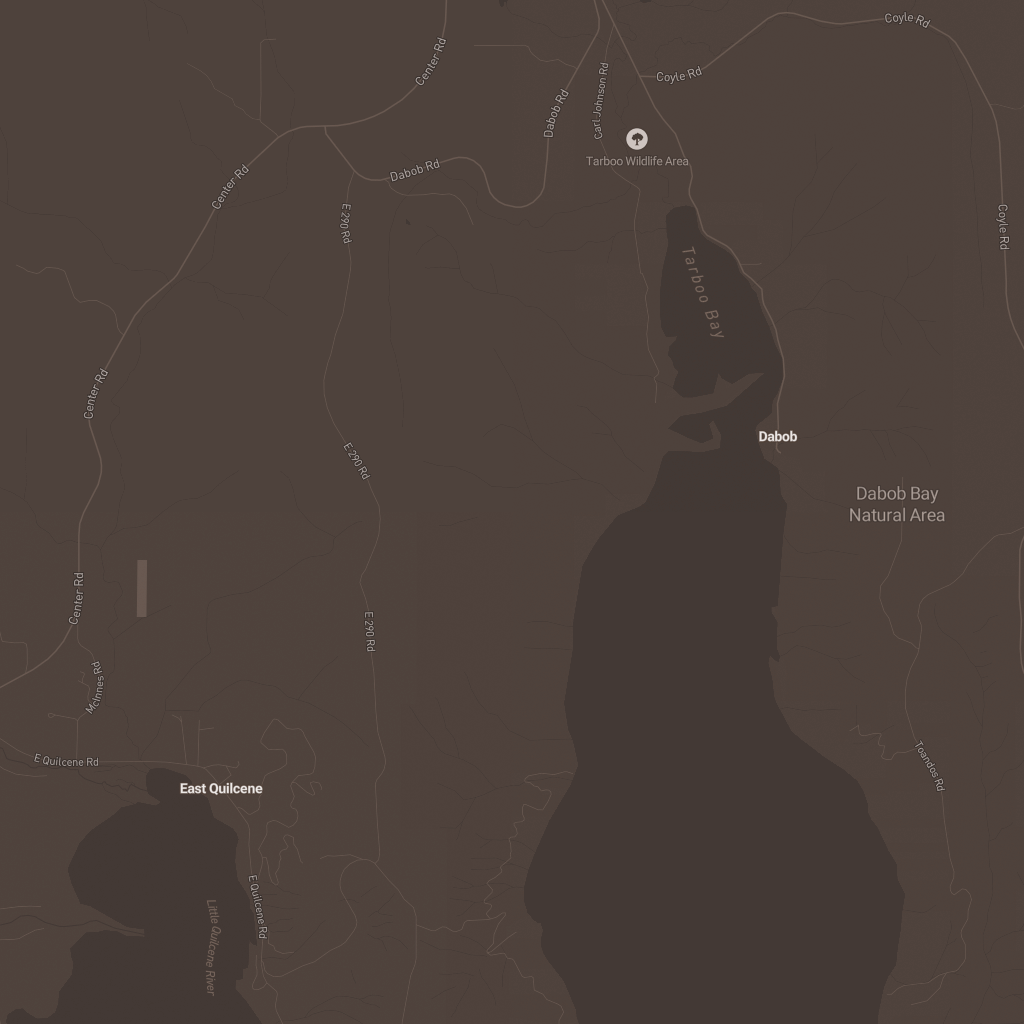 Coyle Rd
Center Rd
Coyle Rd
Carl Johnson Rd
Dabob Rd
Tarboo Wildlife Area
Dabob Rd
Center Rd
E 290 Rd
Coyle Rd
Tarboo Bay
Center Rd
Dabob
E 290 Rd
Dabob Bay
Natural Area
Center Rd
E 290 Rd
McInnes Rd
E Quilcene Rd
Toandos Rd
East Quilcene
E Quilcene Rd
Little Quilcene River